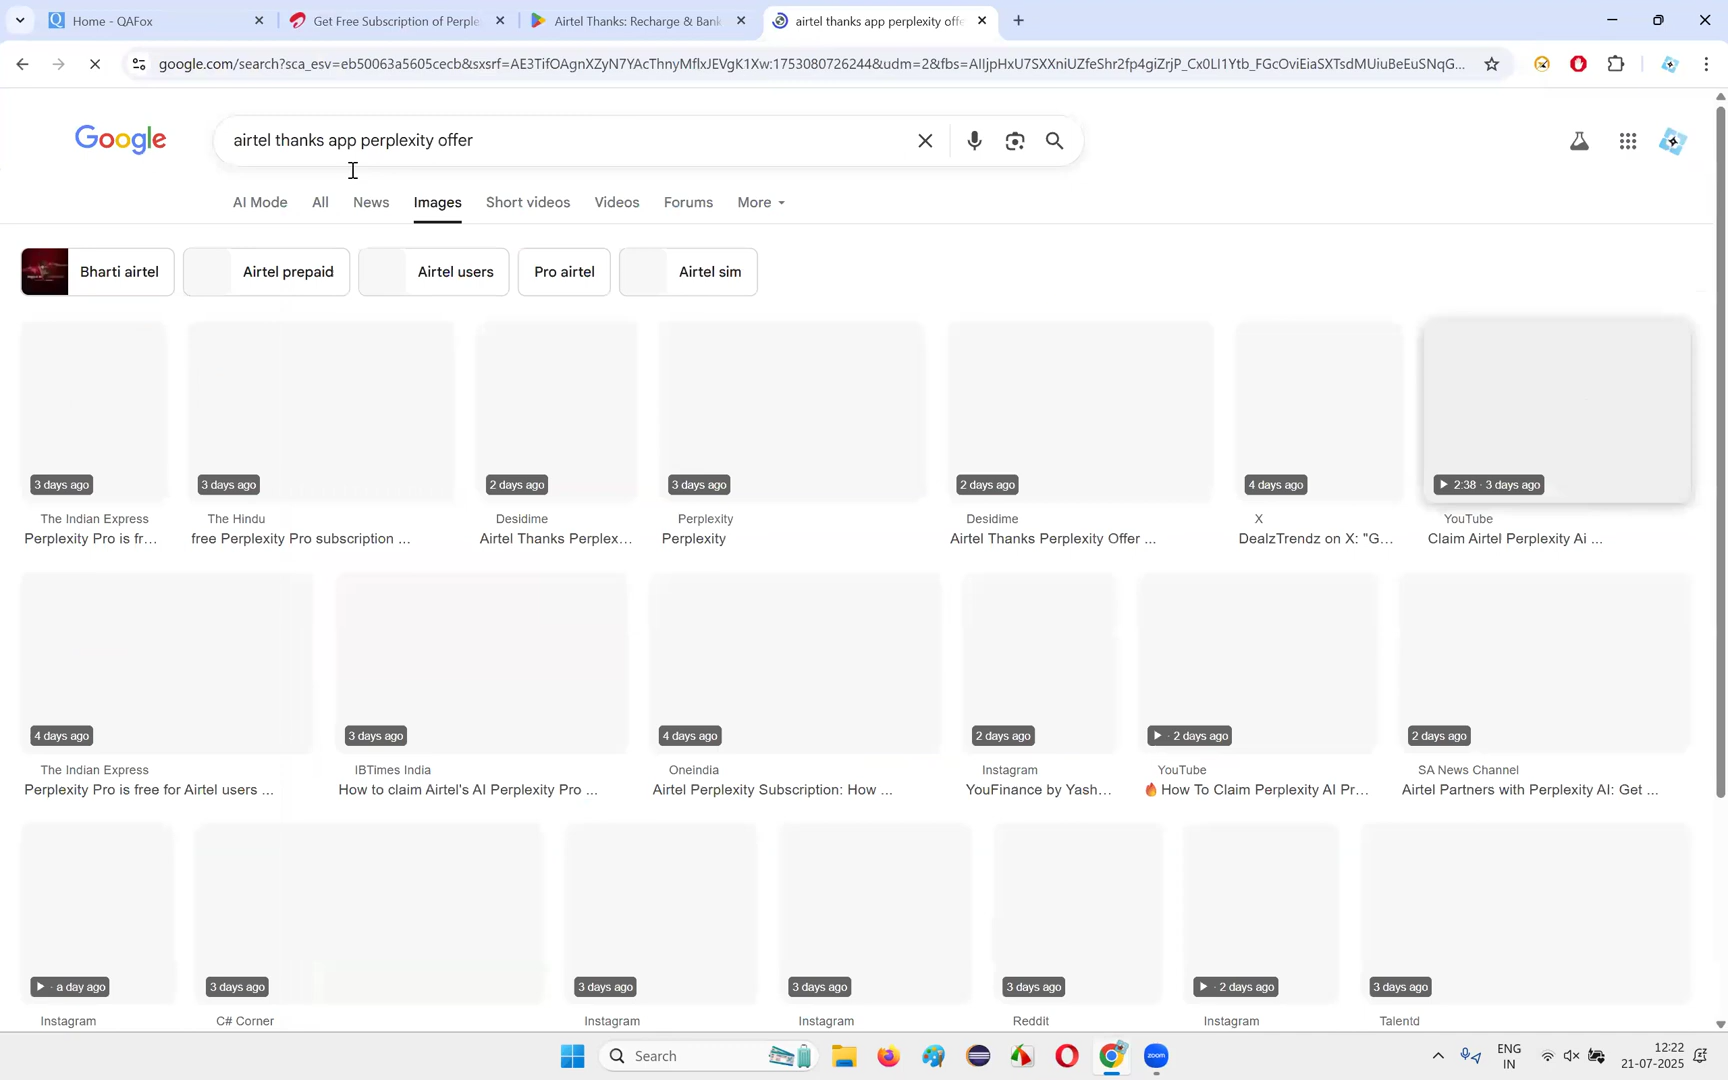 Home - QAFox
Get Free Subscription of Perple
Airtel Thanks: Recharge & Bank
airtel thanks app perplexity offe
google.com/search?sca_esv=eb50063a5605cecb&sxsrf=AE3TifOAgnXZyN7YAcThnyMflxJEVgK1Xw:1753080726244&udm=2&fbs=AIIjpHxU7SXXniUZfeShr2fp4giZrjP_Cx0LI1Ytb_FGcOviEiaSXTsdMUiuBeEuSNqG...
Google
airtel thanks app perplexity offer
AI Mode All News Images Short videos Videos Forums More
Bharti airtel Airtel prepaid Airtel users Pro airtel Airtel sim
3 days ago 3 days ago 2 days ago 3 days ago 2 days ago 4 days ago 2:38 · 3 days ago
The Indian Express The Hindu Desidime Perplexity Desidime X YouTube
Perplexity Pro is fr... free Perplexity Pro subscription ... Airtel Thanks Perplex... Perplexity Airtel Thanks Perplexity Offer ... DealzTrendz on X: "G... Claim Airtel Perplexity Ai ...
4 days ago 3 days ago 4 days ago 2 days ago · 2 days ago 2 days ago
The Indian Express IBTimes India Oneindia Instagram YouTube SA News Channel
Perplexity Pro is free for Airtel users ... How to claim Airtel's AI Perplexity Pro ... Airtel Perplexity Subscription: How ... YouFinance by Yash... 🔥How To Claim Perplexity AI Pr... Airtel Partners with Perplexity AI: Get ...
· a day ago 3 days ago 3 days ago 3 days ago 3 days ago · 2 days ago 3 days ago
Instagram C# Corner Instagram Instagram Reddit Instagram Talentd
Search
zoom
ENG
IN
12:22
21-07-2025